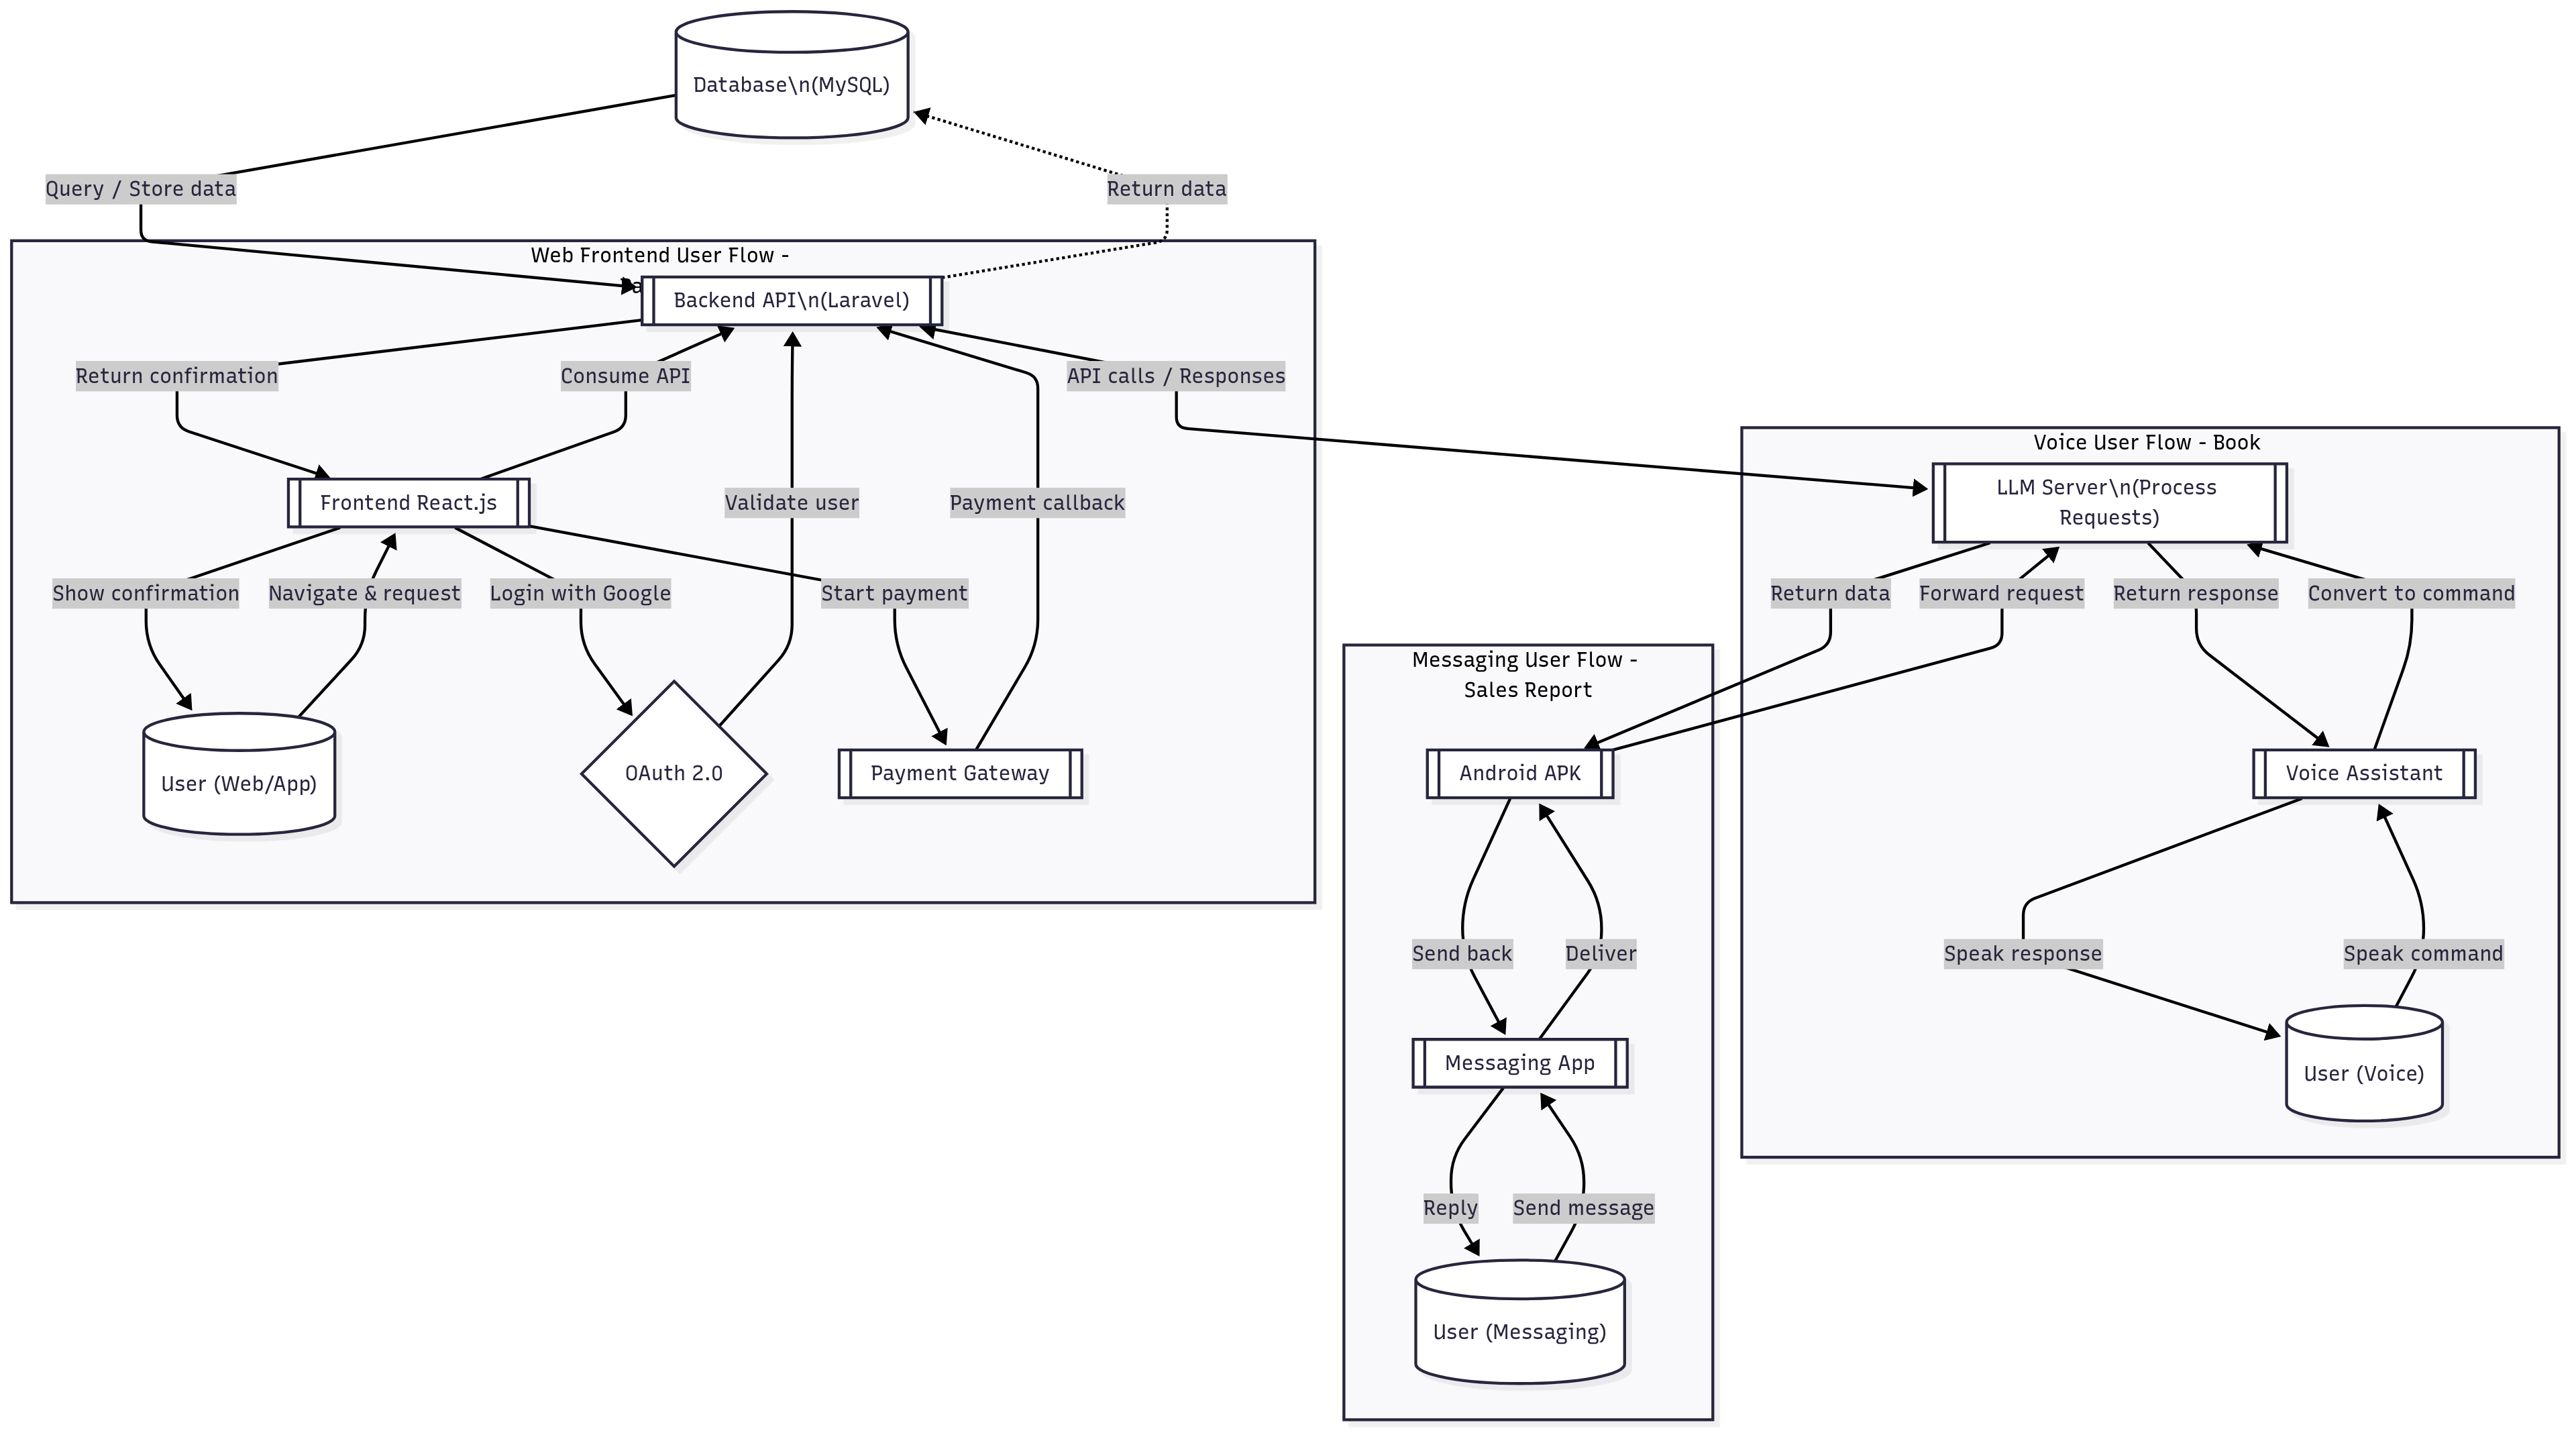 Database\n(MySQL)
Query / Store data
Return data
Web Frontend User Flow -
Backend API\n(Laravel)
Return confirmation
Consume API
API calls / Responses
Frontend React.js
Validate user
Payment callback
Show confirmation
Navigate & request
Login with Google
Start payment
User (Web/App)
OAuth 2.0
Payment Gateway
Voice User Flow - Book
LLM Server\n(Process
Requests)
Return data
Forward request
Return response
Convert to command
Messaging User Flow -
Sales Report
Android APK
Voice Assistant
Send back
Deliver
Speak response
Speak command
Messaging App
User (Voice)
Reply
Send message
User (Messaging)